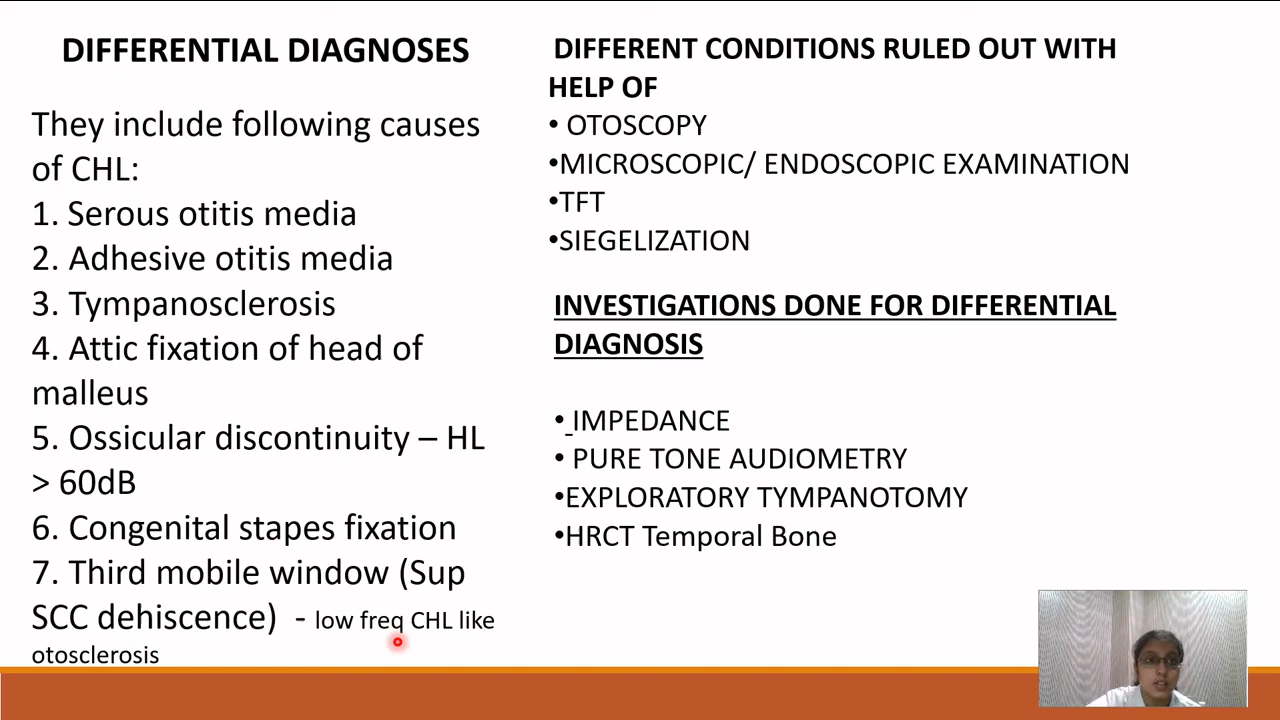 DIFFERENTIAL DIAGNOSES
They include following causes
of CHL:
1. Serous otitis media
2. Adhesive otitis media
3. Tympanosclerosis
4. Attic fixation of head of
malleus
5. Ossicular discontinuity – HL
> 60dB
6. Congenital stapes fixation
7. Third mobile window (Sup
SCC dehiscence) - low freq CHL like
otosclerosis
DIFFERENT CONDITIONS RULED OUT WITH
HELP OF
• OTOSCOPY
•MICROSCOPIC/ ENDOSCOPIC EXAMINATION
•TFT
•SIEGELIZATION
INVESTIGATIONS DONE FOR DIFFERENTIAL
DIAGNOSIS
• IMPEDANCE
• PURE TONE AUDIOMETRY
•EXPLORATORY TYMPANOTOMY
•HRCT Temporal Bone